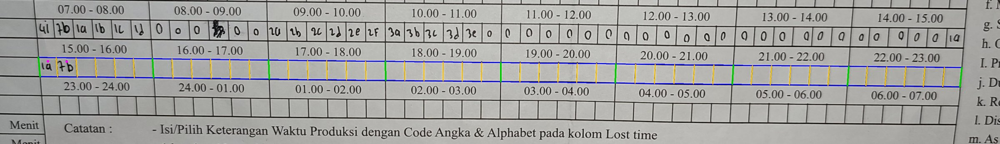 07.00 - 08.00 08.00 - 09.00 09.00 - 10.00 10.00 - 11.00 11.00 - 12.00 12.00 - 13.00 13.00 - 14.00 14.00 - 15.00
4i 7b 1a 1b 1c 1d 0 0 0 0 0 2a 2b 2c 2d 2e 2f 3a 3b 3c 3d 3e 0 0 0 0 0 0 0 0 0 0 0 0 0 0 0 0 0 0 0 0 0 0 0 0 1a
15.00 - 16.00 16.00 - 17.00 17.00 - 18.00 18.00 - 19.00 19.00 - 20.00 20.00 - 21.00 21.00 - 22.00 22.00 - 23.00
1a 7b
23.00 - 24.00 24.00 - 01.00 01.00 - 02.00 02.00 - 03.00 03.00 - 04.00 04.00 - 05.00 05.00 - 06.00 06.00 - 07.00
Menit
Catatan : - Isi/Pilih Keterangan Waktu Produksi dengan Code Angka & Alphabet pada kolom Lost time
f.
g.
h.
I.
j.
k.
l.
m.